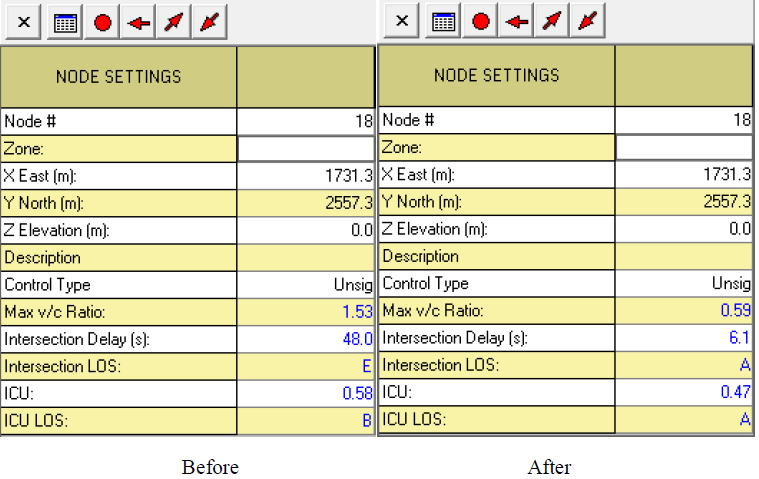 NODE SETTINGS
Node # 18
Zone:
X East (m): 1731.3
Y North (m): 2557.3
Z Elevation (m): 0.0
Description
Control Type Unsig
Max v/c Ratio: 1.53
Intersection Delay (s): 48.0
Intersection LOS: E
ICU: 0.58
ICU LOS: B
Before
NODE SETTINGS
Node # 18
Zone:
X East (m): 1731.3
Y North (m): 2557.3
Z Elevation (m): 0.0
Description
Control Type Unsig
Max v/c Ratio: 0.59
Intersection Delay (s): 6.1
Intersection LOS: A
ICU: 0.47
ICU LOS: A
After